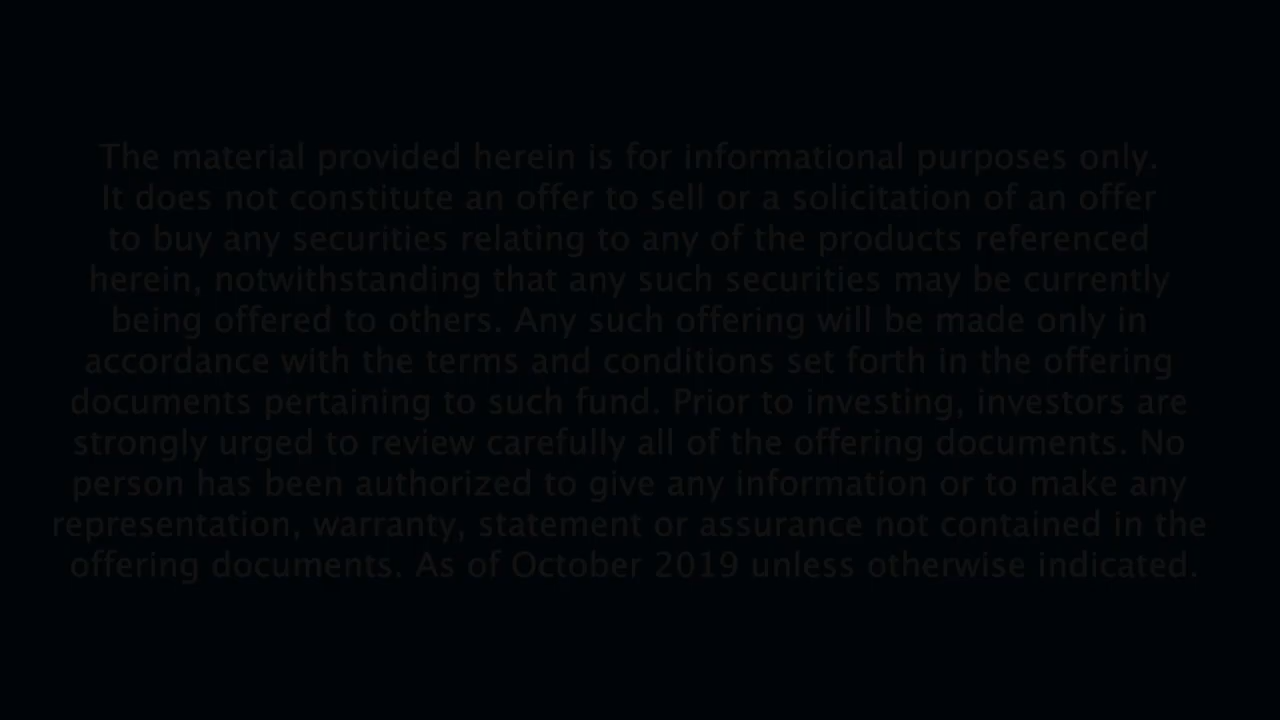 The material provided herein is for informational purposes only.
It does not constitute an offer to sell or a solicitation of an offer
to buy any securities relating to any of the products referenced
herein, notwithstanding that any such securities may be currently
being offered to others. Any such offering will be made only in
accordance with the terms and conditions set forth in the offering
documents pertaining to such fund. Prior to investing, investors are
strongly urged to review carefully all of the offering documents. No
person has been authorized to give any information or to make any
representation, warranty, statement or assurance not contained in the
offering documents. As of October 2019 unless otherwise indicated.